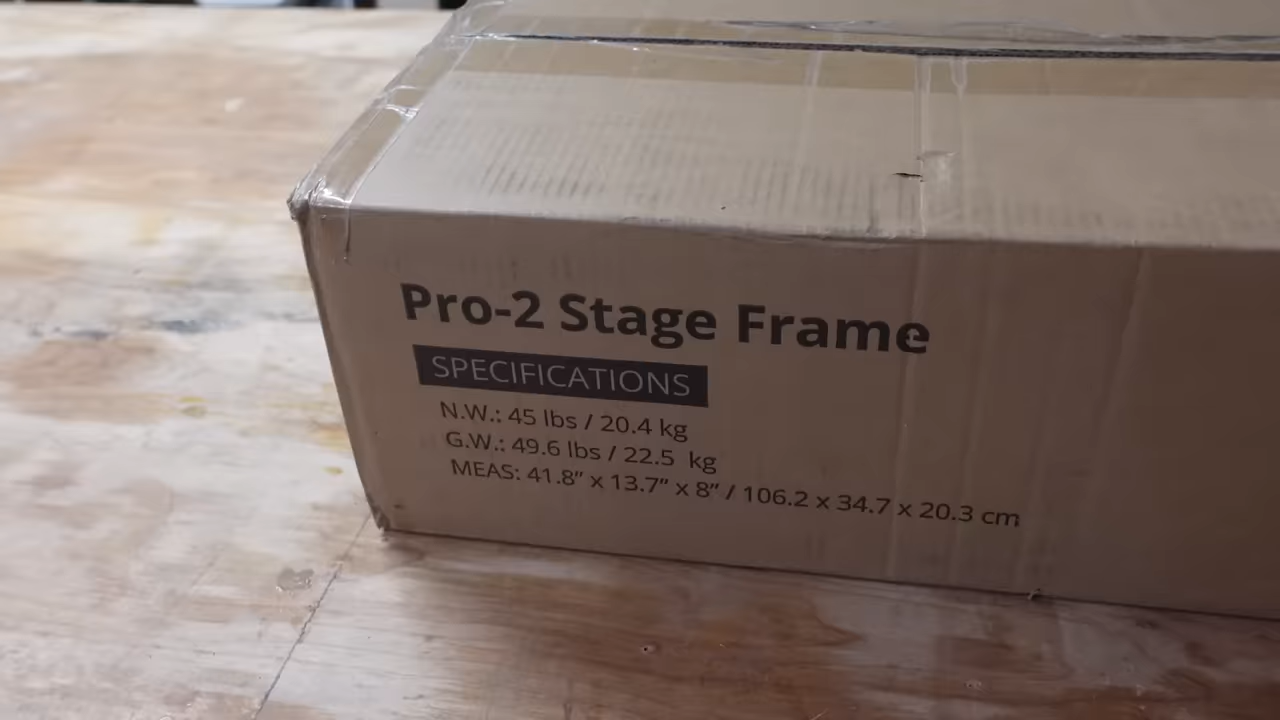 Pro-2 Stage Frame
SPECIFICATIONS
N.W.: 45 lbs / 20.4 kg
G.W.: 49.6 lbs / 22.5 kg
MEAS: 41.8” x 13.7” x 8” / 106.2 x 34.7 x 20.3 cm